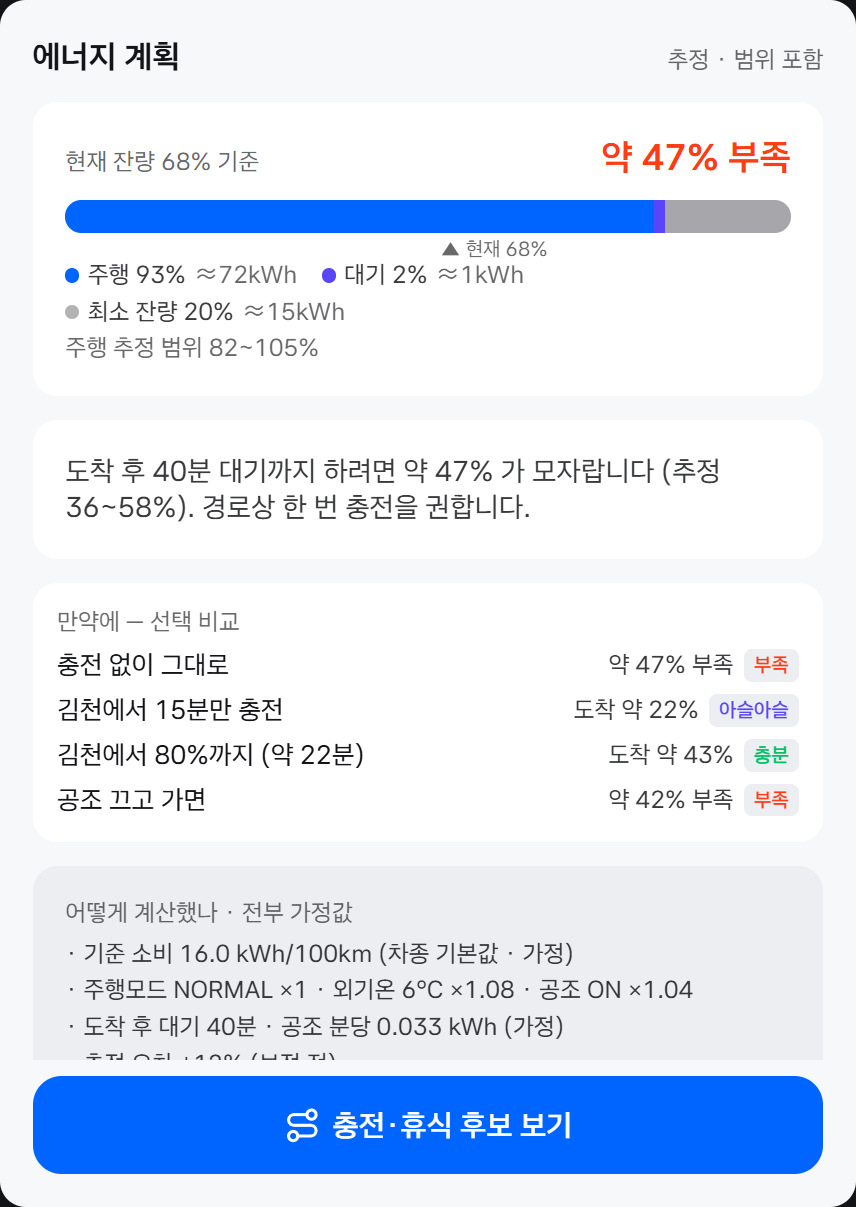 에너지 계획
추정 · 범위 포함
현재 잔량 68% 기준
약 47% 부족
▲ 현재 68%
주행 93% ≈72kWh 대기 2% ≈1kWh
최소 잔량 20% ≈15kWh
주행 추정 범위 82~105%
도착 후 40분 대기까지 하려면 약 47% 가 모자랍니다 (추정
36~58%). 경로상 한 번 충전을 권합니다.
만약에 — 선택 비교
충전 없이 그대로 약 47% 부족 부족
김천에서 15분만 충전 도착 약 22% 아슬아슬
김천에서 80%까지 (약 22분) 도착 약 43% 충분
공조 끄고 가면 약 42% 부족 부족
어떻게 계산했나 · 전부 가정값
· 기준 소비 16.0 kWh/100km (차종 기본값 · 가정)
· 주행모드 NORMAL ×1 · 외기온 6°C ×1.08 · 공조 ON ×1.04
· 도착 후 대기 40분 · 공조 분당 0.033 kWh (가정)
충전·휴식 후보 보기